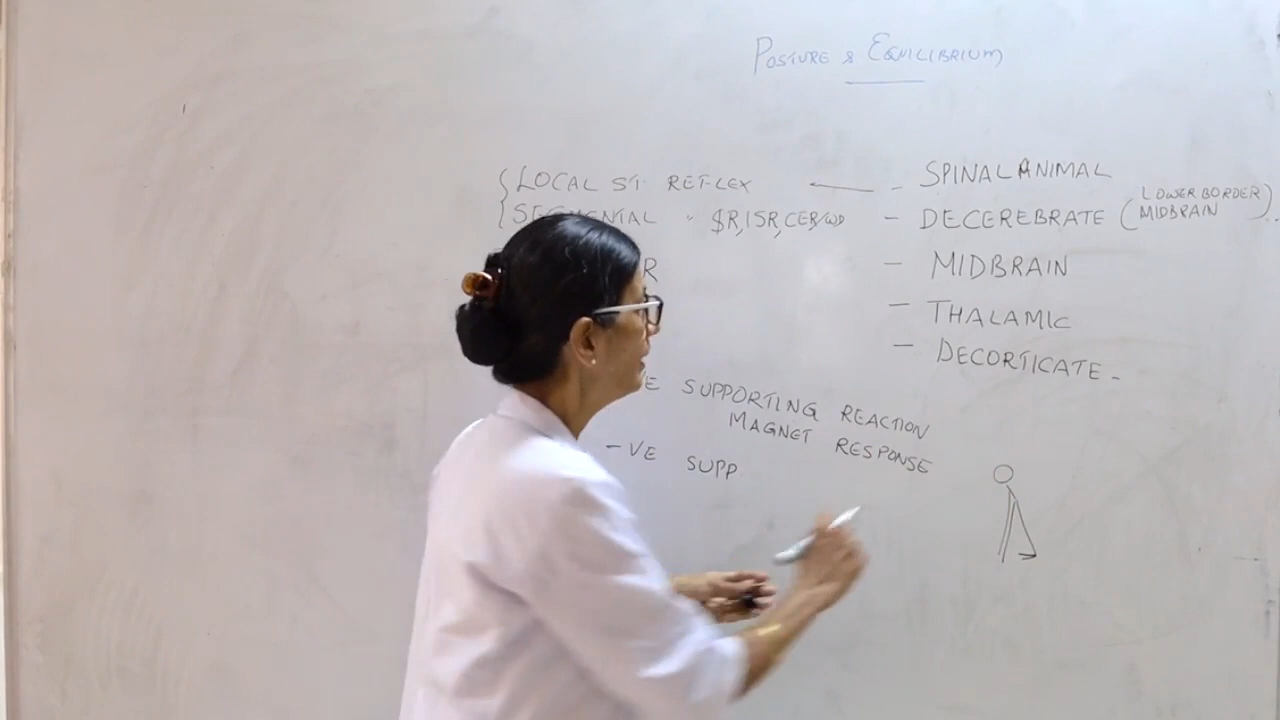 POSTURE & EQUILIBRIUM
{LOCAL ST. REFLEX — - SPINAL ANIMAL
{SEGMENTAL " $R, ISR, CER/WD - DECEREBRATE (LOWER BORDER MIDBRAIN)
R - MIDBRAIN
- THALAMIC
- DECORTICATE -
VE SUPPORTING REACTION
MAGNET RESPONSE
-VE SUPP